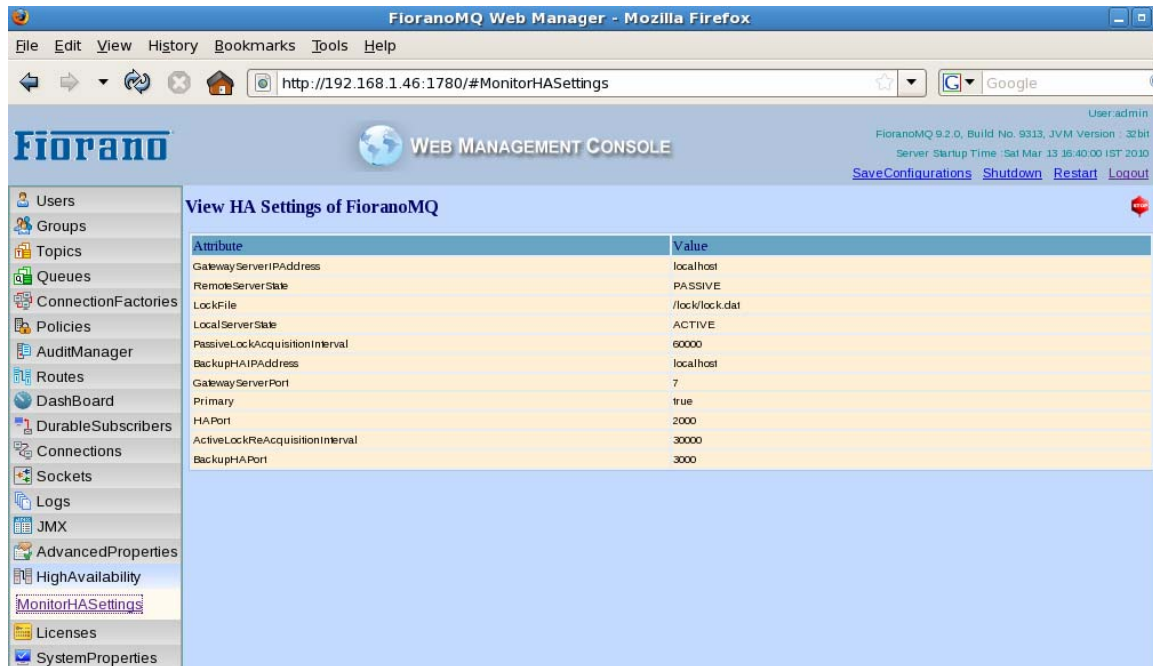 FioranoMQ Web Manager - Mozilla Firefox
File Edit View History Bookmarks Tools Help
http://192.168.1.46:1780/#MonitorHASettings
G Google
Fiorano
WEB MANAGEMENT CONSOLE
User:admin
FioranoMQ 9.2.0, Build No. 9313, JVM Version : 32bit
Server Startup Time :Sat Mar 13 16:40:00 IST 2010
SaveConfigurations Shutdown Restart Logout
Users
Groups
Topics
Queues
ConnectionFactories
Policies
AuditManager
Routes
DashBoard
DurableSubscribers
Connections
Sockets
Logs
JMX
AdvancedProperties
HighAvailability
MonitorHASettings
Licenses
SystemProperties
View HA Settings of FioranoMQ
STOP
Attribute Value
GatewayServerIPAddress localhost
RemoteServerState PASSIVE
LockFile /lock/lock.dat
LocalServerState ACTIVE
PassiveLockAcquisitionInterval 60000
BackupHAIPAddress localhost
GatewayServerPort 7
Primary true
HAPort 2000
ActiveLockReAcquisitionInterval 30000
BackupHAPort 3000